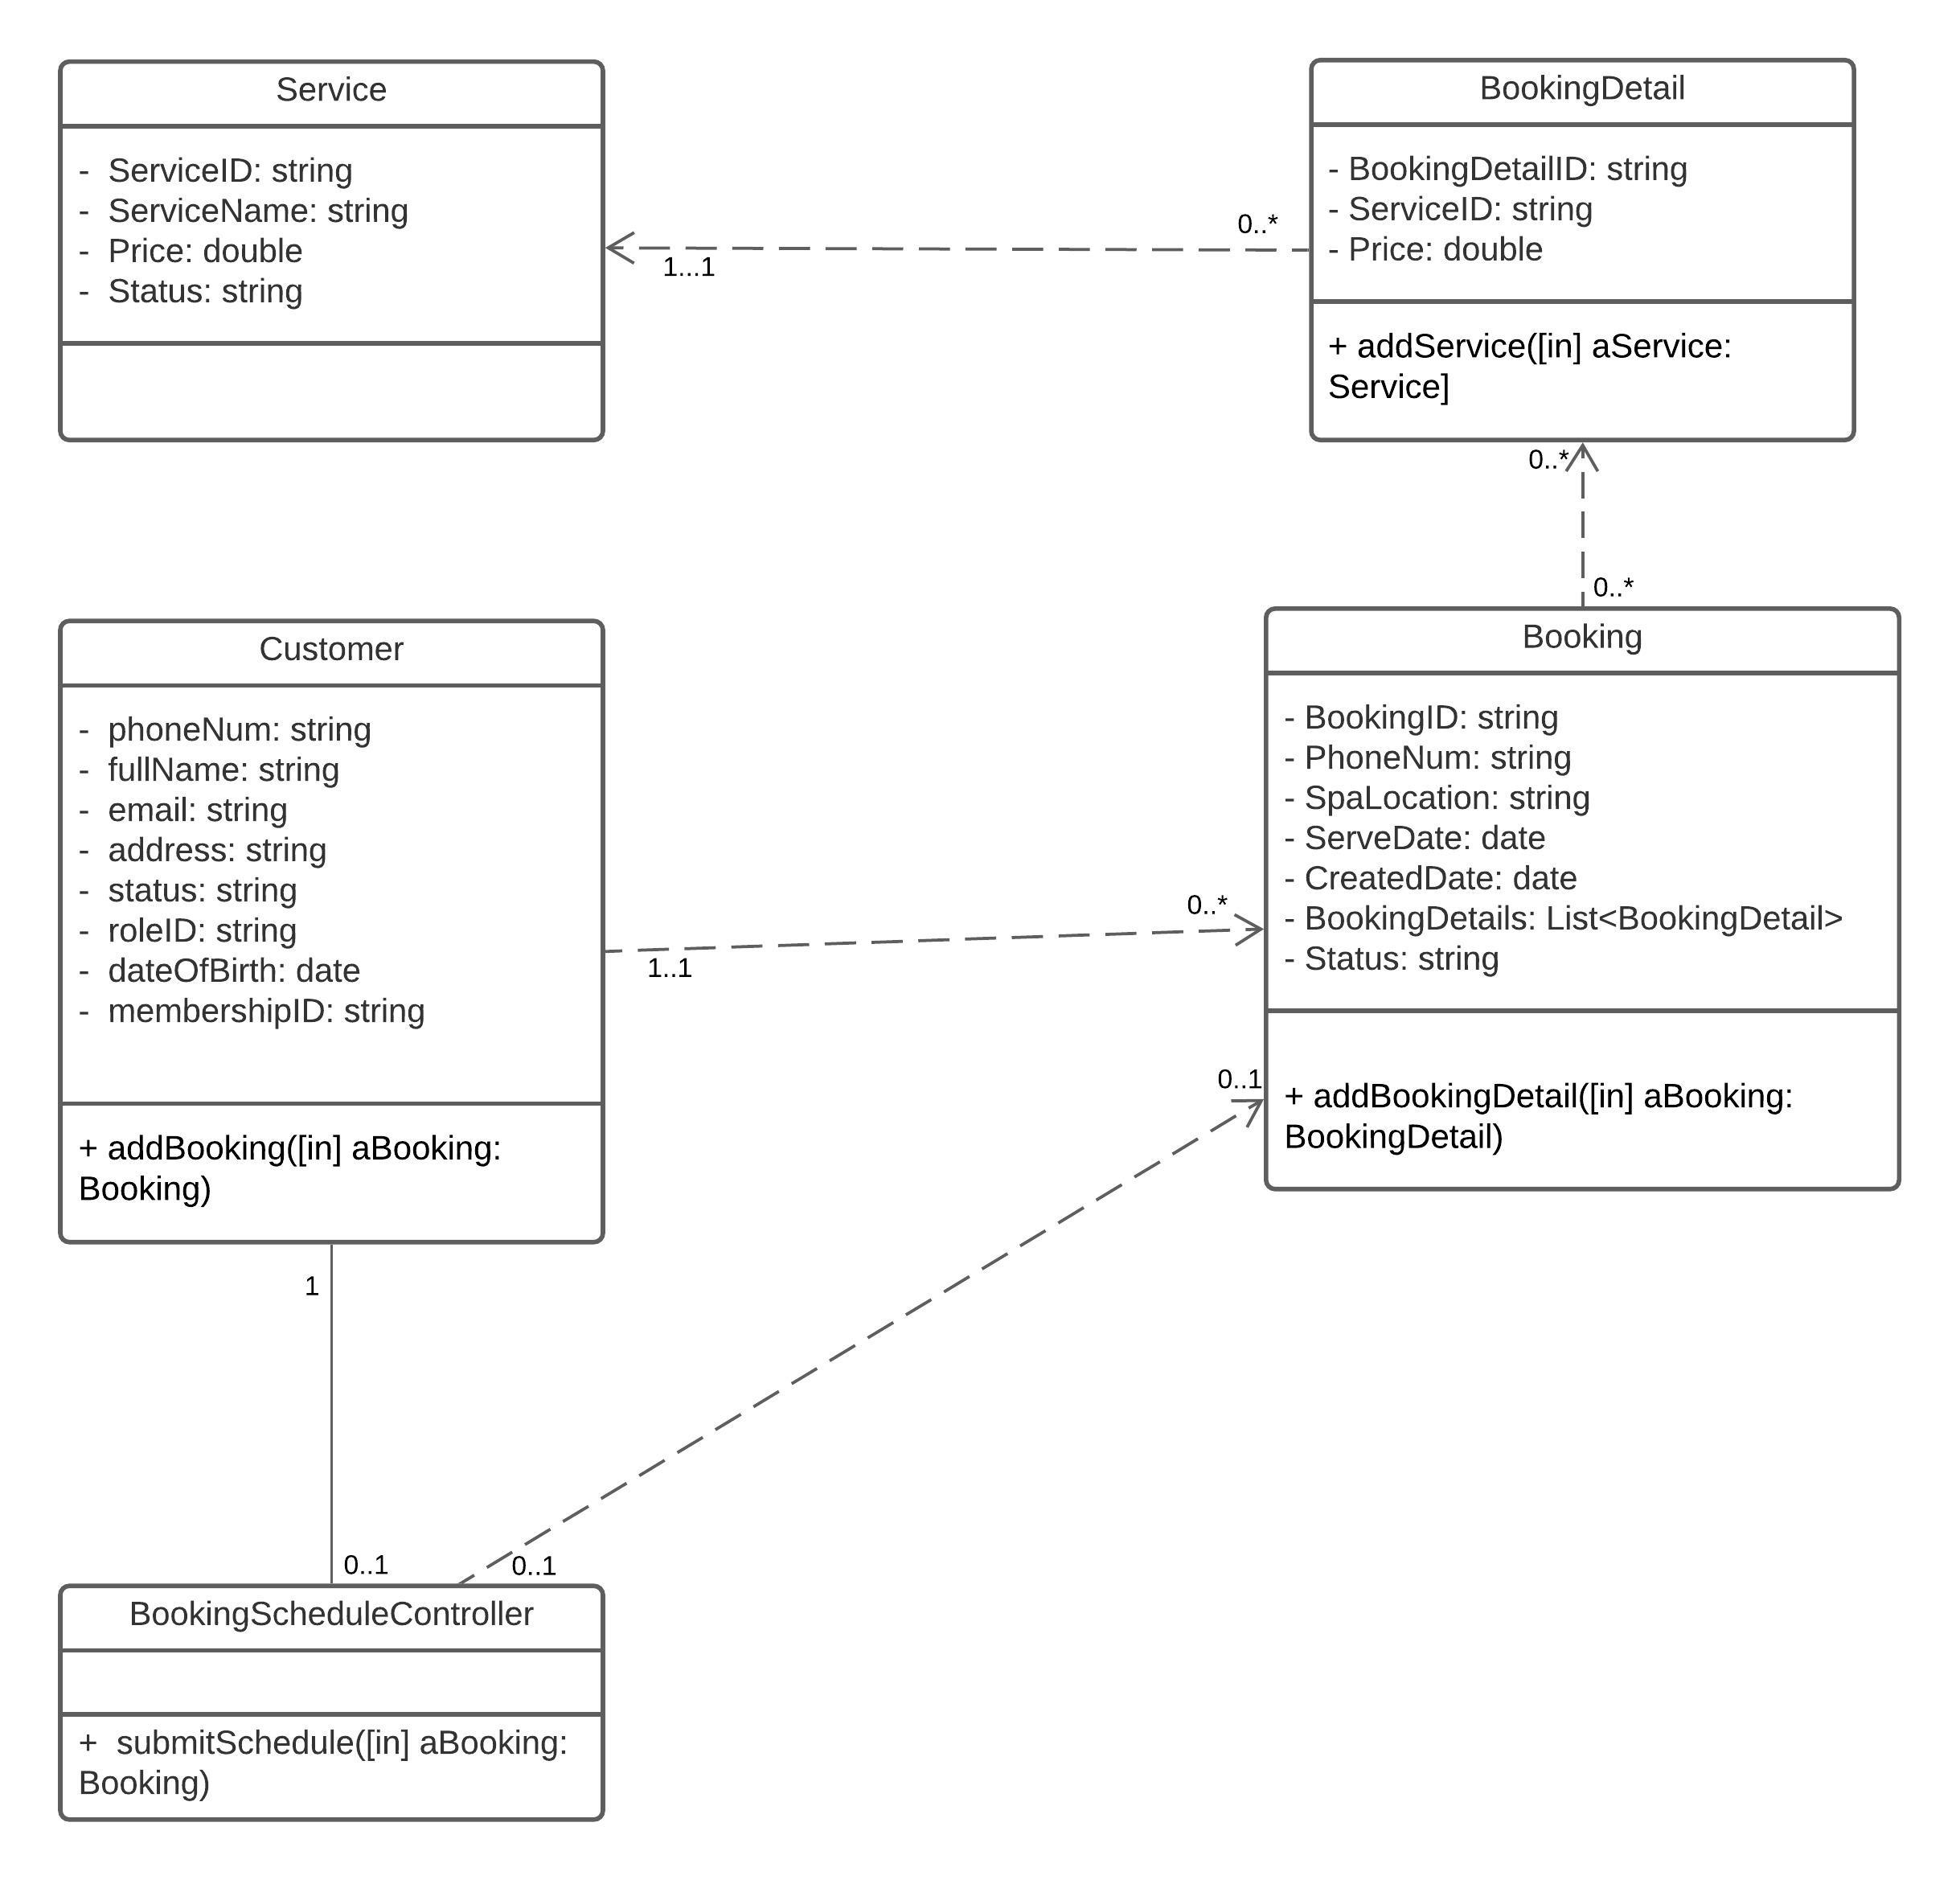 Service
- ServiceID: string
- ServiceName: string
- Price: double
- Status: string
BookingDetail
- BookingDetailID: string
- ServiceID: string
- Price: double
+ addService([in] aService:
Service]
0..*
1...1
0..*
0..*
Customer
- phoneNum: string
- fullName: string
- email: string
- address: string
- status: string
- roleID: string
- dateOfBirth: date
- membershipID: string
+ addBooking([in] aBooking:
Booking)
Booking
- BookingID: string
- PhoneNum: string
- SpaLocation: string
- ServeDate: date
- CreatedDate: date
- BookingDetails: List<BookingDetail>
- Status: string
+ addBookingDetail([in] aBooking:
BookingDetail)
0..*
1..1
0..1
1
0..1
0..1
BookingScheduleController
+ submitSchedule([in] aBooking:
Booking)